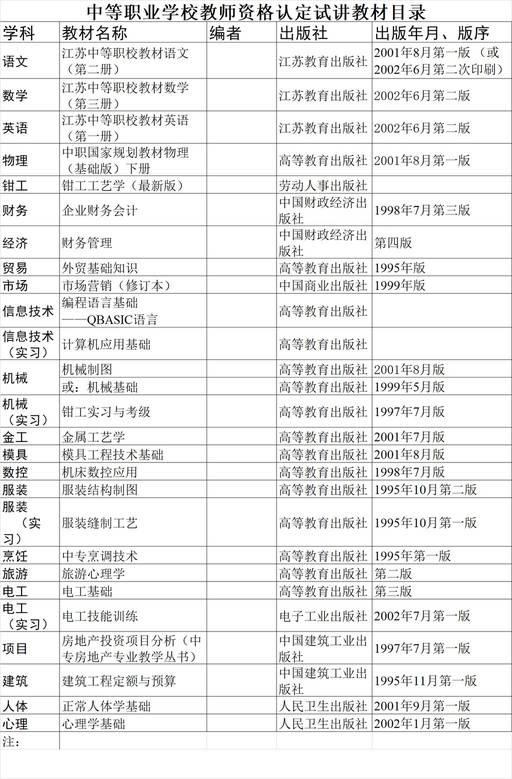 中等职业学校教师资格认定试讲教材目录
学科 教材名称 编者 出版社 出版年月、版序
语文 江苏中等职校教材语文（第二册） 江苏教育出版社 2001年8月第一版 （或2002年6月第二次印刷）
数学 江苏中等职校教材数学（第三册） 江苏教育出版社 2002年6月第二版
英语 江苏中等职校教材英语（第一册） 江苏教育出版社 2002年6月第二版
物理 中职国家规划教材物理（基础版）下册 高等教育出版社 2001年8月第一版
钳工 钳工工艺学（最新版） 劳动人事出版社
财务 企业财务会计 中国财政经济出版社 1998年7月第三版
经济 财务管理 中国财政经济出版社 第四版
贸易 外贸基础知识 高等教育出版社 1995年版
市场 市场营销（修订本） 中国商业出版社 1999年版
信息技术 编程语言基础——QBASIC语言 高等教育出版社
信息技术（实习） 计算机应用基础 高等教育出版社
机械 机械制图 高等教育出版社 2001年8月版
或：机械基础 高等教育出版社 1999年5月版
机械（实习） 钳工实习与考级 高等教育出版社 1997年7月版
金工 金属工艺学 高等教育出版社 2001年7月版
模具 模具工程技术基础 高等教育出版社 2001年8月版
数控 机床数控应用 高等教育出版社 1998年7月版
服装 服装结构制图 高等教育出版社 1995年10月第二版
服装（实习） 服装缝制工艺 高等教育出版社 1995年10月第一版
烹饪 中专烹调技术 高等教育出版社 1995年第一版
旅游 旅游心理学 高等教育出版社 第二版
电工 电工基础 高等教育出版社 第三版
电工（实习） 电工技能训练 电子工业出版社 2002年7月第一版
项目 房地产投资项目分析（中专房地产专业教学丛书） 中国建筑工业出版社 1997年7月第一版
建筑 建筑工程定额与预算 中国建筑工业出版社 1995年11月第一版
人体 正常人体学基础 人民卫生出版社 2001年9月第一版
心理 心理学基础 人民卫生出版社 2002年1月第一版
注：